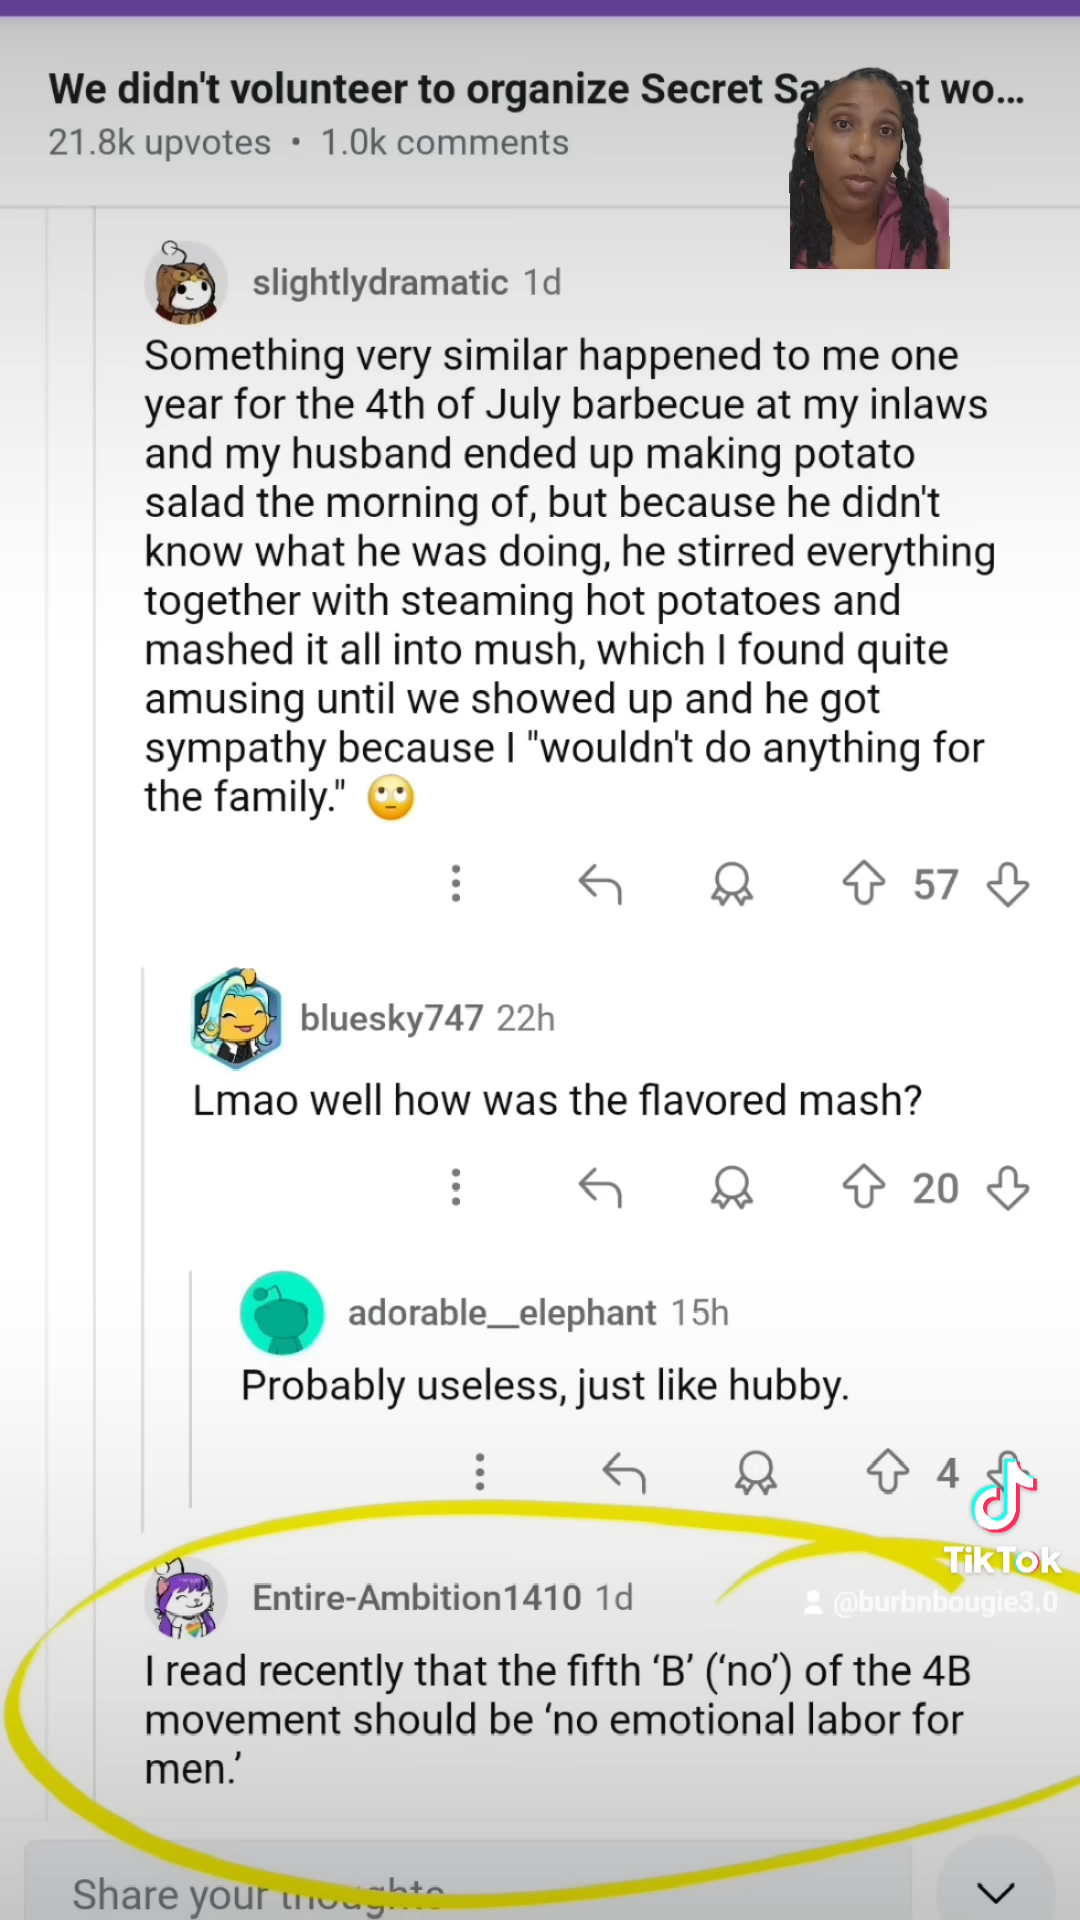 We didn't volunteer to organize Secret Sa at wo...
21.8k upvotes • 1.0k comments
slightlydramatic 1d
Something very similar happened to me one
year for the 4th of July barbecue at my inlaws
and my husband ended up making potato
salad the morning of, but because he didn't
know what he was doing, he stirred everything
together with steaming hot potatoes and
mashed it all into mush, which I found quite
amusing until we showed up and he got
sympathy because I "wouldn't do anything for
the family." 🙄
57
bluesky747 22h
Lmao well how was the flavored mash?
20
adorable__elephant 15h
Probably useless, just like hubby.
4
TikTok
@burbnbougie3.0
Entire-Ambition1410 1d
I read recently that the fifth ‘B’ (‘no’) of the 4B
movement should be ‘no emotional labor for
men.’
Share your thoughts